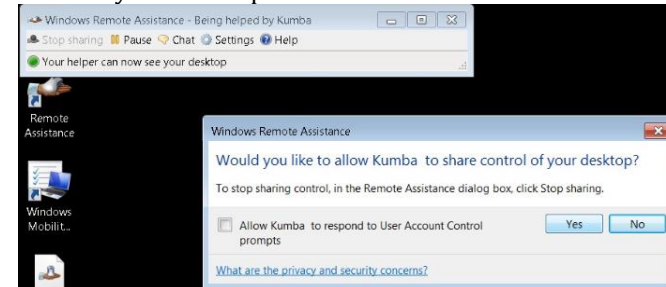 Windows Remote Assistance - Being helped by Kumba
Stop sharing Pause Chat Settings Help
Your helper can now see your desktop
Remote
Assistance
Windows Remote Assistance
Would you like to allow Kumba to share control of your desktop?
To stop sharing control, in the Remote Assistance dialog box, click Stop sharing.
Windows
Mobilit...
Allow Kumba to respond to User Account Control
prompts
Yes No
What are the privacy and security concerns?